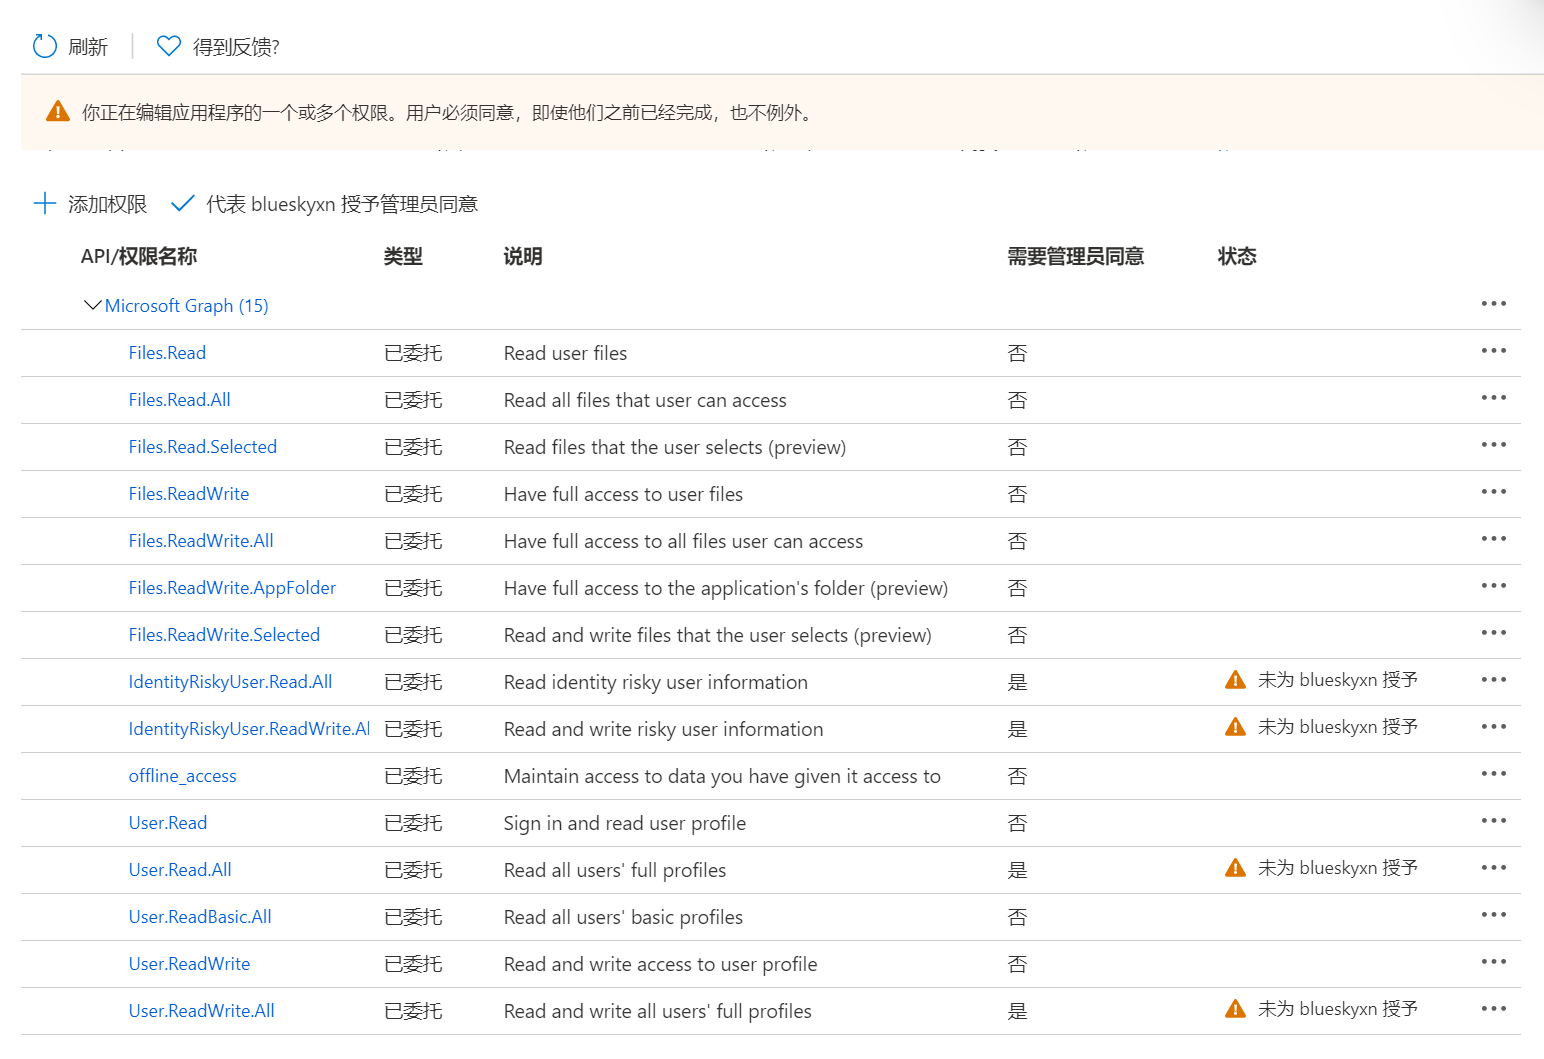 刷新 得到反馈?
你正在编辑应用程序的一个或多个权限。用户必须同意，即使他们之前已经完成，也不例外。
添加权限 代表 blueskyxn 授予管理员同意
API/权限名称 类型 说明 需要管理员同意 状态
Microsoft Graph (15)
Files.Read 已委托 Read user files 否
Files.Read.All 已委托 Read all files that user can access 否
Files.Read.Selected 已委托 Read files that the user selects (preview) 否
Files.ReadWrite 已委托 Have full access to user files 否
Files.ReadWrite.All 已委托 Have full access to all files user can access 否
Files.ReadWrite.AppFolder 已委托 Have full access to the application's folder (preview) 否
Files.ReadWrite.Selected 已委托 Read and write files that the user selects (preview) 否
IdentityRiskyUser.Read.All 已委托 Read identity risky user information 是 未为 blueskyxn 授予
IdentityRiskyUser.ReadWrite.Al 已委托 Read and write risky user information 是 未为 blueskyxn 授予
offline_access 已委托 Maintain access to data you have given it access to 否
User.Read 已委托 Sign in and read user profile 否
User.Read.All 已委托 Read all users' full profiles 是 未为 blueskyxn 授予
User.ReadBasic.All 已委托 Read all users' basic profiles 否
User.ReadWrite 已委托 Read and write access to user profile 否
User.ReadWrite.All 已委托 Read and write all users' full profiles 是 未为 blueskyxn 授予